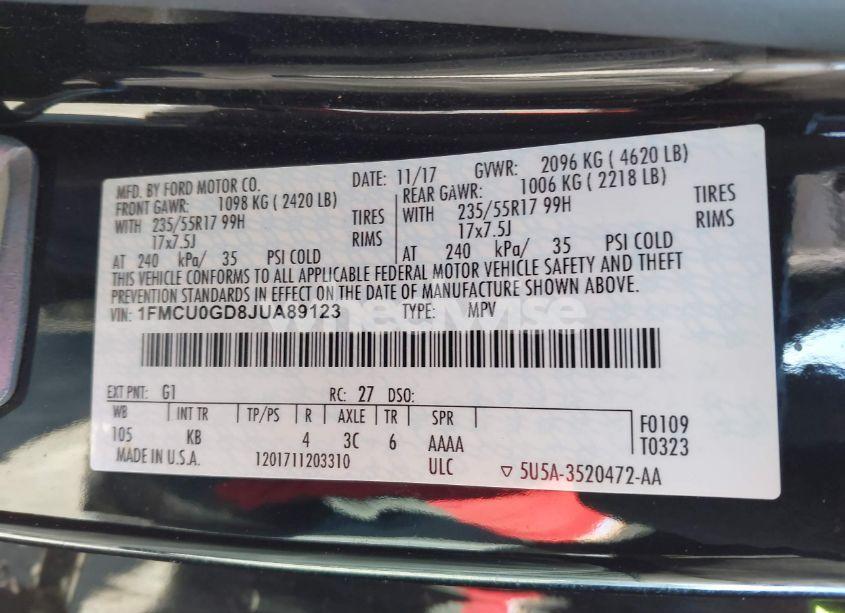 MFD. BY FORD MOTOR CO. DATE: 11/17 GVWR: 2096 KG ( 4620 LB)
FRONT GAWR: 1098 KG ( 2420 LB) REAR GAWR: 1006 KG ( 2218 LB)
WITH 235/55R17 99H TIRES WITH 235/55R17 99H TIRES
17x7.5J RIMS 17x7.5J RIMS
AT 240 kPa/ 35 PSI COLD AT 240 kPa/ 35 PSI COLD
THIS VEHICLE CONFORMS TO ALL APPLICABLE FEDERAL MOTOR VEHICLE SAFETY AND THEFT
PREVENTION STANDARDS IN EFFECT ON THE DATE OF MANUFACTURE SHOWN ABOVE.
VIN: 1FMCU0GD8JUA89123 TYPE: MPV
wheelwise
EXT PNT: G1 RC: 27 DSO:
WB INT TR TP/PS R AXLE TR SPR F0109
105 KB 4 3C 6 AAAA T0323
MADE IN U.S.A. 1201711203310 ULC ▽ 5U5A-3520472-AA